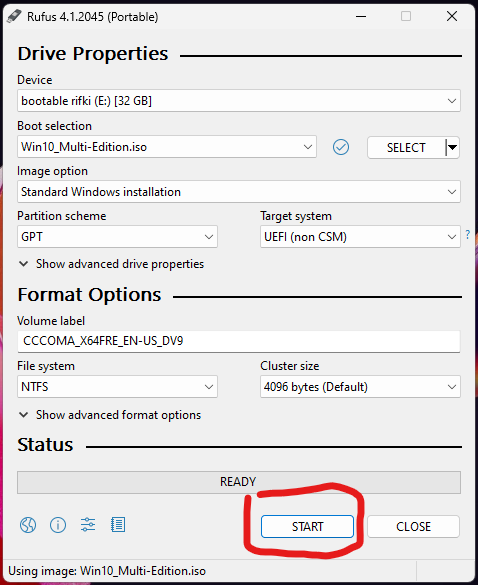 Rufus 4.1.2045 (Portable)
Drive Properties
Device
bootable rifki (E:) [32 GB]
Boot selection
Win10_Multi-Edition.iso
SELECT
Image option
Standard Windows installation
Partition scheme Target system
GPT UEFI (non CSM) ?
Show advanced drive properties
Format Options
Volume label
CCCOMA_X64FRE_EN-US_DV9
File system Cluster size
NTFS 4096 bytes (Default)
Show advanced format options
Status
READY
START CLOSE
Using image: Win10_Multi-Edition.iso